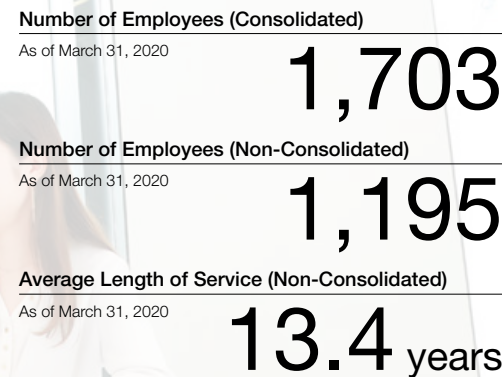 Number of Employees (Consolidated)
As of March 31, 2020
1,703
Number of Employees (Non-Consolidated)
As of March 31, 2020
1,195
Average Length of Service (Non-Consolidated)
As of March 31, 2020
13.4 years